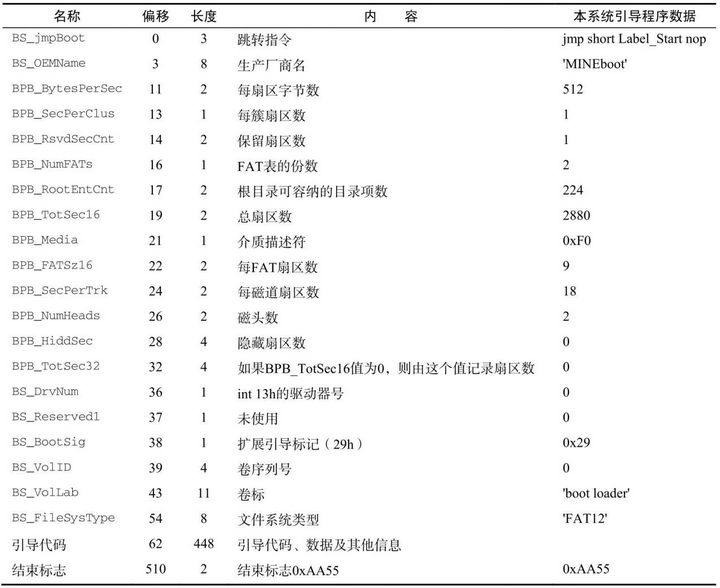 名称 偏移 长度 内 容 本系统引导程序数据
BS_jmpBoot 0 3 跳转指令 jmp short Label_Start nop
BS_OEMName 3 8 生产厂商名 'MINEboot'
BPB_BytesPerSec 11 2 每扇区字节数 512
BPB_SecPerClus 13 1 每簇扇区数 1
BPB_RsvdSecCnt 14 2 保留扇区数 1
BPB_NumFATs 16 1 FAT表的份数 2
BPB_RootEntCnt 17 2 根目录可容纳的目录项数 224
BPB_TotSec16 19 2 总扇区数 2880
BPB_Media 21 1 介质描述符 0xF0
BPB_FATSz16 22 2 每FAT扇区数 9
BPB_SecPerTrk 24 2 每磁道扇区数 18
BPB_NumHeads 26 2 磁头数 2
BPB_HiddSec 28 4 隐藏扇区数 0
BPB_TotSec32 32 4 如果BPB_TotSec16值为0，则由这个值记录扇区数 0
BS_DrvNum 36 1 int 13h的驱动器号 0
BS_Reserved1 37 1 未使用 0
BS_BootSig 38 1 扩展引导标记（29h） 0x29
BS_VolID 39 4 卷序列号 0
BS_VolLab 43 11 卷标 'boot loader'
BS_FileSysType 54 8 文件系统类型 'FAT12'
引导代码 62 448 引导代码、数据及其他信息
结束标志 510 2 结束标志0xAA55 0xAA55